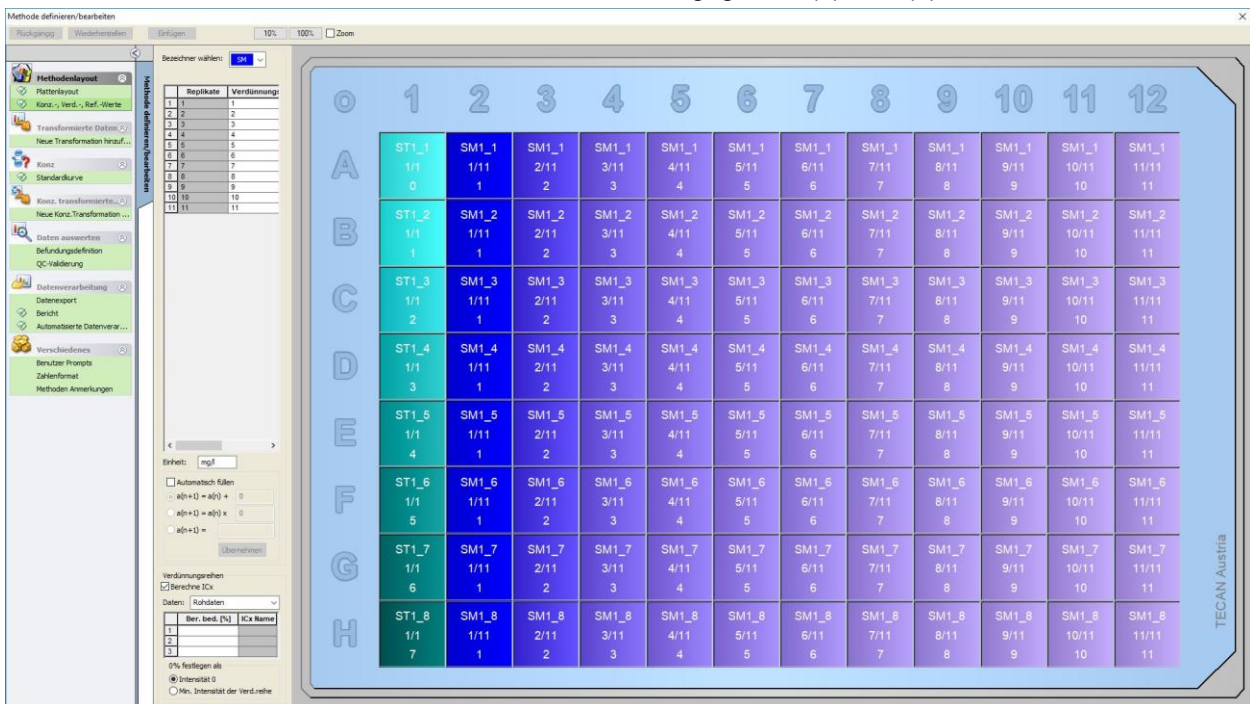 Methode definieren/bearbeiten
Rückgängig Wiederherstellen Einfügen 10% 100% Zoom
Methodenlayout
Plattenlayout
Konz.-, Verd.-, Ref.-Werte
Transformierte Daten
Neue Transformation hinzuf...
Konz
Standardkurve
Konz. transformierte...
Neue Konz.Transformation ...
Daten auswerten
Befundungsdefinition
QC-Validierung
Datenverarbeitung
Datenexport
Bericht
Automatisierte Datenverar...
Verschiedenes
Benutzer Prompts
Zahlenformat
Methoden Anmerkungen
Methode definieren/bearbeiten
Bezeichner wählen: SM
Replikate Verdünnungs
1 1 1
2 2 2
3 3 3
4 4 4
5 5 5
6 6 6
7 7 7
8 8 8
9 9 9
10 10 10
11 11 11
Einheit: mg/l
Automatisch füllen
a(n+1) = a(n) + 0
a(n+1) = a(n) x 0
a(n+1) =
Übernehmen
Verdünnungsreihen
Berechne ICx
Daten: Rohdaten
Ber. bed. [%] ICx Name
1
2
3
0% festlegen als
Intensität 0
Min. Intensität der Verd.reihe
1 2 3 4 5 6 7 8 9 10 11 12
A
ST1_1 SM1_1 SM1_1 SM1_1 SM1_1 SM1_1 SM1_1 SM1_1 SM1_1 SM1_1 SM1_1 SM1_1
1/1 1/11 2/11 3/11 4/11 5/11 6/11 7/11 8/11 9/11 10/11 11/11
0 1 2 3 4 5 6 7 8 9 10 11
B
ST1_2 SM1_2 SM1_2 SM1_2 SM1_2 SM1_2 SM1_2 SM1_2 SM1_2 SM1_2 SM1_2 SM1_2
1/1 1/11 2/11 3/11 4/11 5/11 6/11 7/11 8/11 9/11 10/11 11/11
1 1 2 3 4 5 6 7 8 9 10 11
C
ST1_3 SM1_3 SM1_3 SM1_3 SM1_3 SM1_3 SM1_3 SM1_3 SM1_3 SM1_3 SM1_3 SM1_3
1/1 1/11 2/11 3/11 4/11 5/11 6/11 7/11 8/11 9/11 10/11 11/11
2 1 2 3 4 5 6 7 8 9 10 11
D
ST1_4 SM1_4 SM1_4 SM1_4 SM1_4 SM1_4 SM1_4 SM1_4 SM1_4 SM1_4 SM1_4 SM1_4
1/1 1/11 2/11 3/11 4/11 5/11 6/11 7/11 8/11 9/11 10/11 11/11
3 1 2 3 4 5 6 7 8 9 10 11
E
ST1_5 SM1_5 SM1_5 SM1_5 SM1_5 SM1_5 SM1_5 SM1_5 SM1_5 SM1_5 SM1_5 SM1_5
1/1 1/11 2/11 3/11 4/11 5/11 6/11 7/11 8/11 9/11 10/11 11/11
4 1 2 3 4 5 6 7 8 9 10 11
F
ST1_6 SM1_6 SM1_6 SM1_6 SM1_6 SM1_6 SM1_6 SM1_6 SM1_6 SM1_6 SM1_6 SM1_6
1/1 1/11 2/11 3/11 4/11 5/11 6/11 7/11 8/11 9/11 10/11 11/11
5 1 2 3 4 5 6 7 8 9 10 11
G
ST1_7 SM1_7 SM1_7 SM1_7 SM1_7 SM1_7 SM1_7 SM1_7 SM1_7 SM1_7 SM1_7 SM1_7
1/1 1/11 2/11 3/11 4/11 5/11 6/11 7/11 8/11 9/11 10/11 11/11
6 1 2 3 4 5 6 7 8 9 10 11
H
ST1_8 SM1_8 SM1_8 SM1_8 SM1_8 SM1_8 SM1_8 SM1_8 SM1_8 SM1_8 SM1_8 SM1_8
1/1 1/11 2/11 3/11 4/11 5/11 6/11 7/11 8/11 9/11 10/11 11/11
7 1 2 3 4 5 6 7 8 9 10 11
TECAN Austria